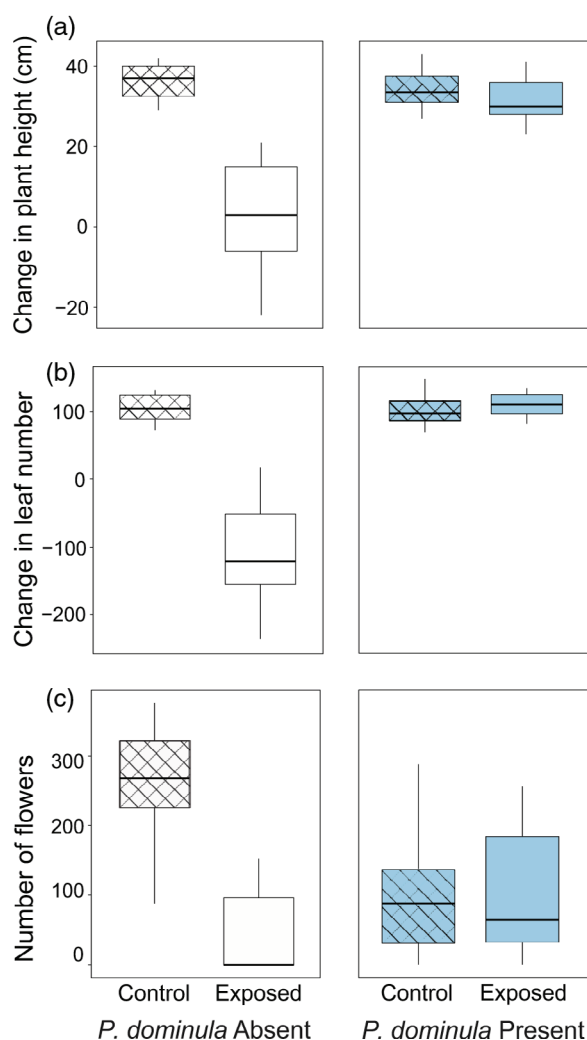 (a)
Change in plant height (cm)
40
20
0
−20
(b)
Change in leaf number
100
0
−100
−200
(c)
Number of flowers
300
200
100
0
Control Exposed Control Exposed
P. dominula Absent P. dominula Present